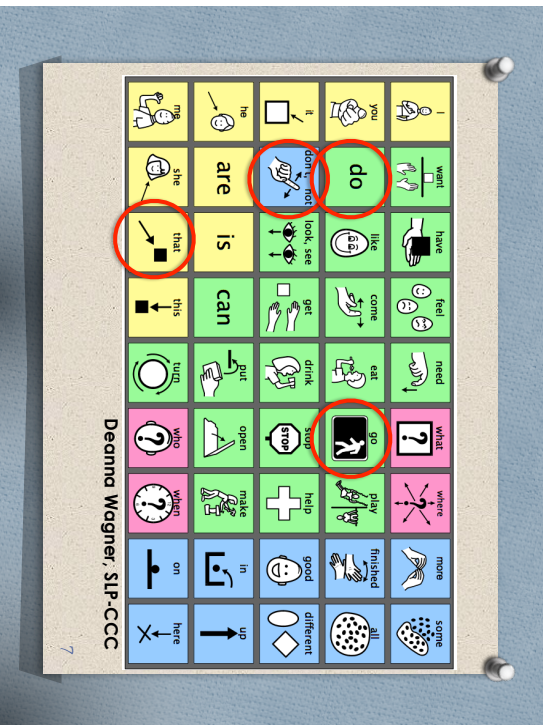 I want have feel need what where more some
you do like come eat go play finished all
it don't, not look, see get drink stop help good different
STOP
he are is can put open make in up
me she that this turn who when on here
Deanna Wagner, SLP-CCC
7